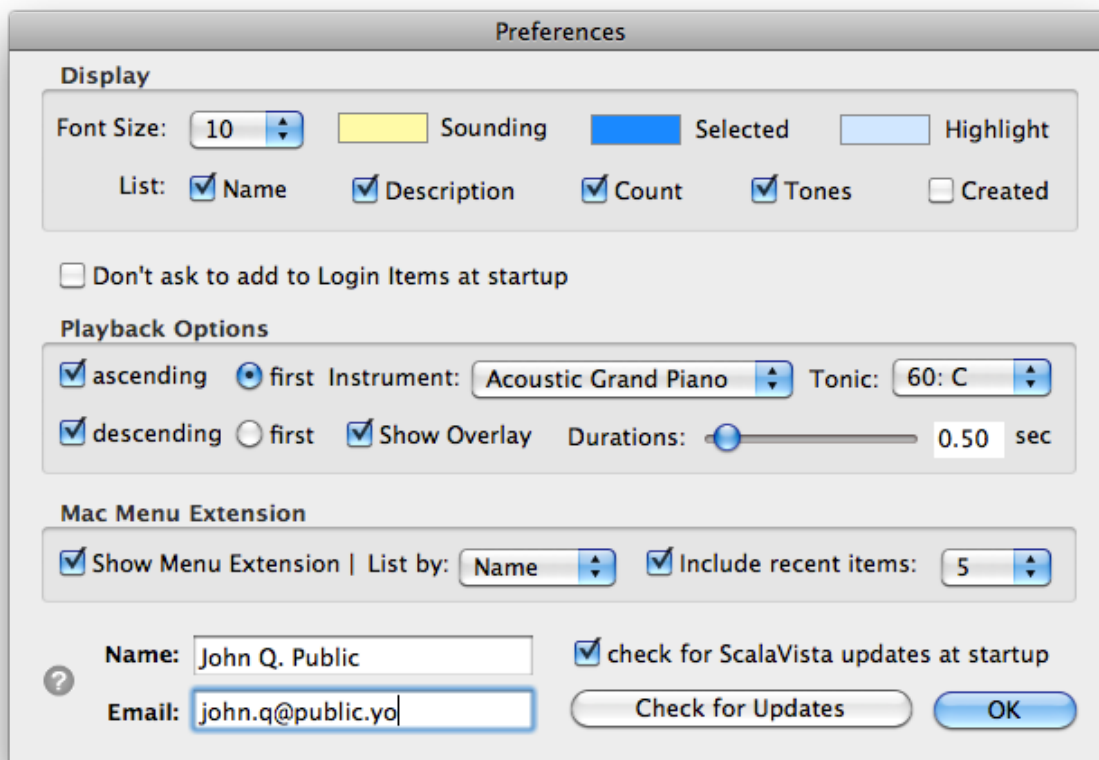 Preferences
Display
Font Size: 10 Sounding Selected Highlight
List: Name Description Count Tones Created
Don't ask to add to Login Items at startup
Playback Options
ascending first Instrument: Acoustic Grand Piano Tonic: 60: C
descending first Show Overlay Durations: 0.50 sec
Mac Menu Extension
Show Menu Extension | List by: Name Include recent items: 5
Name: John Q. Public check for ScalaVista updates at startup
?
Email: john.q@public.yo Check for Updates OK